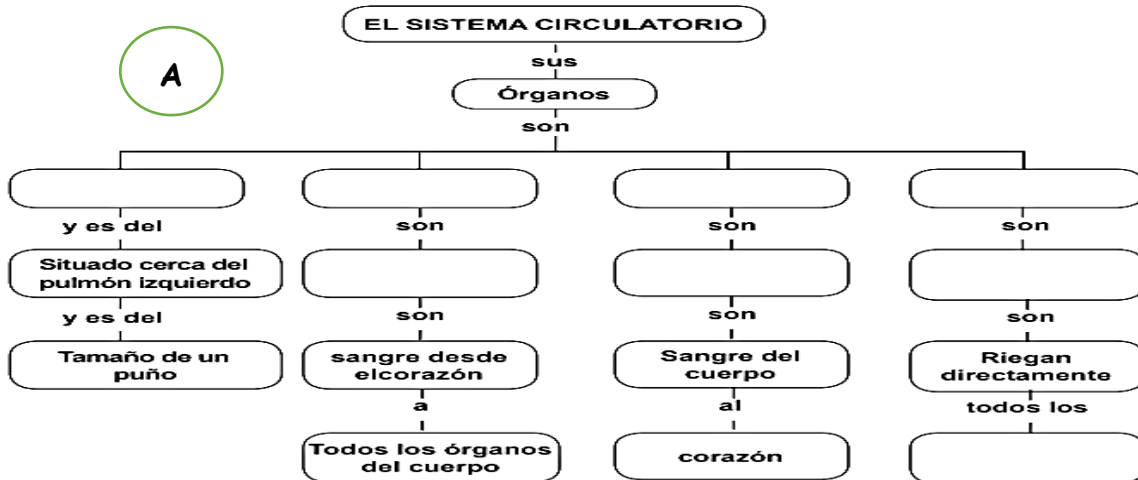 EL SISTEMA CIRCULATORIO
A
sus
Órganos
son
y es del
son
son
son
Situado cerca del
pulmón izquierdo
y es del
son
son
son
Tamaño de un
puño
sangre desde
elcorazón
Sangre del
cuerpo
Riegan
directamente
a
al
todos los
Todos los órganos
del cuerpo
corazón